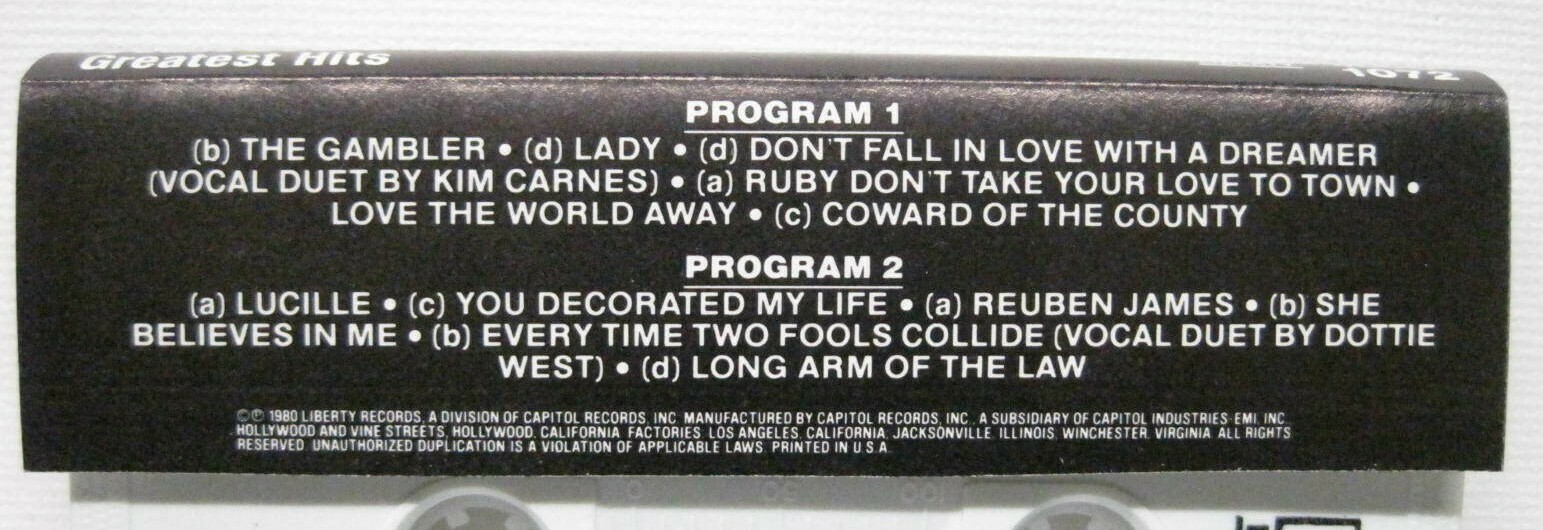 Greatest Hits
1072
PROGRAM 1
(b) THE GAMBLER • (d) LADY • (d) DON'T FALL IN LOVE WITH A DREAMER
(VOCAL DUET BY KIM CARNES) • (a) RUBY DON'T TAKE YOUR LOVE TO TOWN •
LOVE THE WORLD AWAY • (c) COWARD OF THE COUNTY
PROGRAM 2
(a) LUCILLE • (c) YOU DECORATED MY LIFE • (a) REUBEN JAMES • (b) SHE
BELIEVES IN ME • (b) EVERY TIME TWO FOOLS COLLIDE (VOCAL DUET BY DOTTIE
WEST) • (d) LONG ARM OF THE LAW
©℗ 1980 LIBERTY RECORDS, A DIVISION OF CAPITOL RECORDS, INC. MANUFACTURED BY CAPITOL RECORDS, INC., A SUBSIDIARY OF CAPITOL INDUSTRIES-EMI, INC.
HOLLYWOOD AND VINE STREETS, HOLLYWOOD, CALIFORNIA. FACTORIES: LOS ANGELES, CALIFORNIA; JACKSONVILLE, ILLINOIS; WINCHESTER, VIRGINIA. ALL RIGHTS
RESERVED. UNAUTHORIZED DUPLICATION IS A VIOLATION OF APPLICABLE LAWS. PRINTED IN U.S.A.
0 50 100